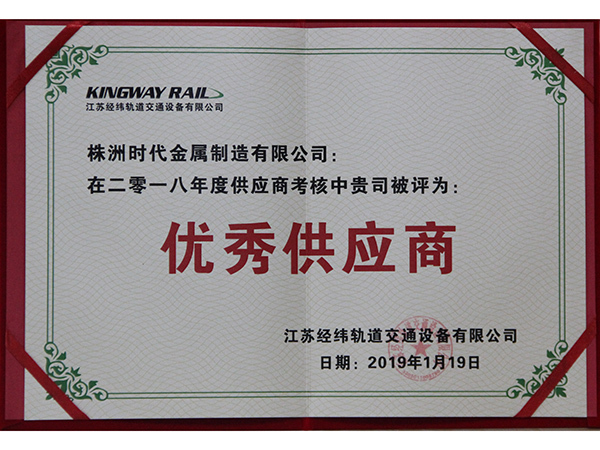 KINGWAY RAIL
江苏经纬轨道交通设备有限公司
株洲时代金属制造有限公司：
在二零一八年度供应商考核中贵司被评为：
优秀供应商
江苏经纬轨道交通设备有限公司
日期：2019年1月19日